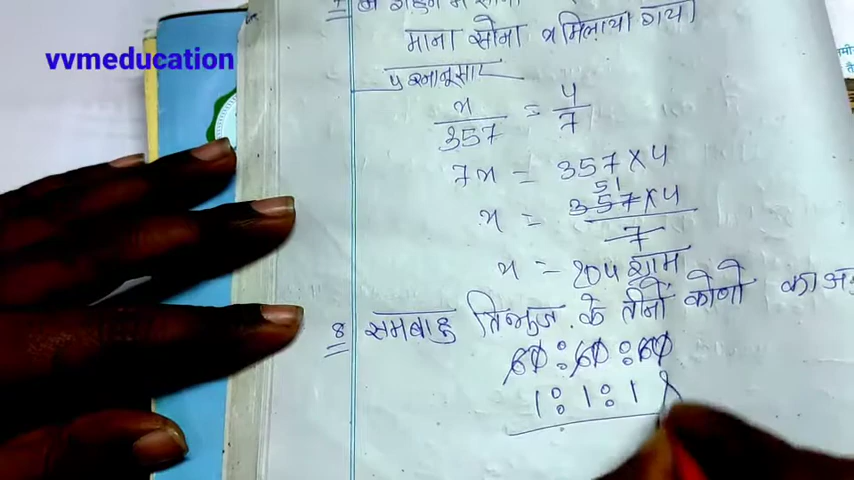 vvmeducation
माना सोना x मिलाया गया
प्रश्नानुसार
x/357 = 4/7
7x = 357 × 4
51
x = 357 × 4 / 7
x = 204 ग्राम
8 समबाहु त्रिभुज के तीनों कोणों का
60 : 60 : 60
1 : 1 : 1